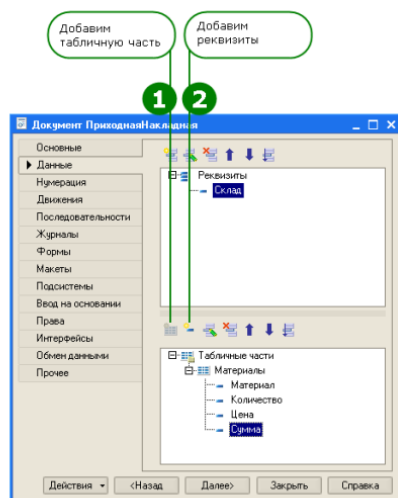 Добавим
табличную часть
Добавим
реквизиты
1 2
Документ ПриходнаяНакладная
Основные
Данные
Нумерация
Движения
Последовательности
Журналы
Формы
Макеты
Подсистемы
Ввод на основании
Права
Интерфейсы
Обмен данными
Прочее
Реквизиты
Склад
Табличные части
Материалы
Материал
Количество
Цена
Сумма
Действия <Назад Далее> Закрыть Справка